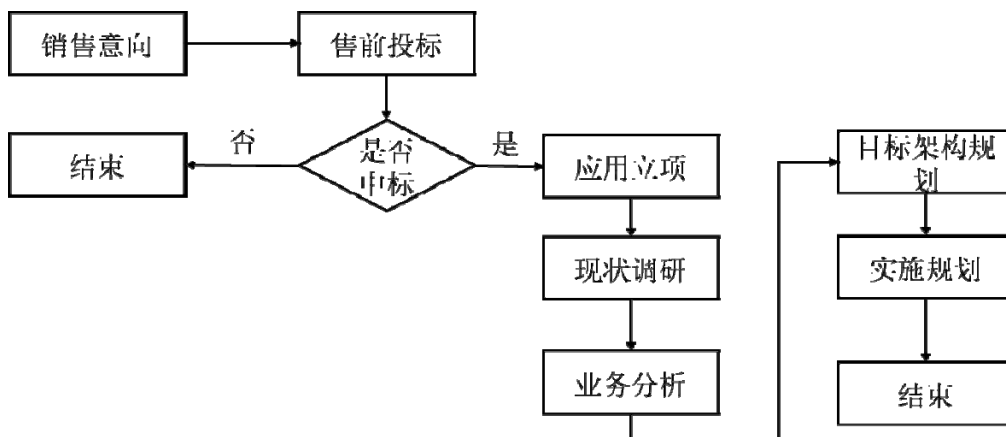 销售意向
售前投标
结束
否
是否
中标
是
应用立项
目标架构规
划
现状调研
实施规划
业务分析
结束